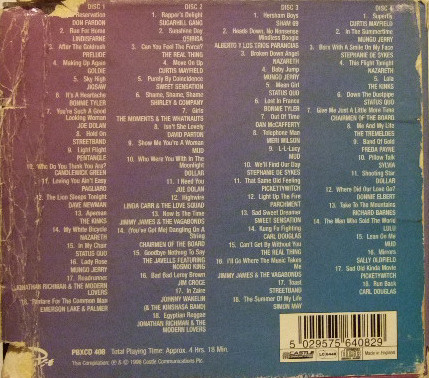 DISC 1
Reservation
DON FARDON
2. Run For Home
LINDISFARNE
3. After The Goldrush
PRELUDE
4. Making Up Again
GOLDIE
5. Sky High
JIGSAW
6. It's A Heartache
BONNIE TYLER
7. You're Such A Good
Looking Woman
JOE DOLAN
8. Hold On
STREETBAND
9. Light Flight
PENTANGLE
10. Who Do You Think You Are?
CANDLEWICK GREEN
11. Loving You Ain't Easy
PAGLIARO
12. The Lion Sleeps Tonight
DAVE NEWMAN
13. Apeman
THE KINKS
14. My White Bicycle
NAZARETH
15. In My Chair
STATUS QUO
16. Lady Rose
MUNGO JERRY
17. Roadrunner
JONATHAN RICHMAN & THE MODERN
LOVERS
18. Fanfare For The Common Man
EMERSON LAKE & PALMER
DISC 2
1. Rapper's Delight
SUGARHILL GANG
2. Sunshine Day
OSIBISA
3. Can You Feel The Force?
THE REAL THING
4. Move On Up
CURTIS MAYFIELD
5. Purely By Coincidence
SWEET SENSATION
6. Shame, Shame, Shame
SHIRLEY & COMPANY
7. Girls
THE MOMENTS & THE WHATNAUTS
8. Isn't She Lovely
DAVID PARTON
9. Show Me You're A Woman
MUD
10. Who Were You With In The
Moonlight
DOLLAR
11. I Need You
JOE DOLAN
12. Highwire
LINDA CARR & THE LOVE SQUAD
13. Now Is The Time
JIMMY JAMES & THE VAGABONDS
14. (You've Got Me) Dangling On A
String
CHAIRMEN OF THE BOARD
15. Goodbye Nothing To Say
THE JAVELLS FEATURING
NOSMO KING
16. Bad Bad Leroy Brown
JIM CROCE
17. In Zaire
JOHNNY WAKELIN
& THE KINSHASA BAND)
18. Egyptian Reggae
JONATHAN RICHMAN & THE
MODERN LOVERS
DISC 3
1. Hersham Boys
SHAM 69
2. Heads Down, No Nonsense
Mindless Boogie
ALBERTO Y LOS TRIOS PARANOIAS
3. Broken Down Angel
NAZARETH
4. Baby Jump
MUNGO JERRY
5. Mean Girl
STATUS QUO
6. Lost In France
BONNIE TYLER
7. Out Of Time
DAN McCAFFERTY
8. Telephone Man
MERI WILSON
9. L-L-Lucy
MUD
10. We'll Find Our Day
STEPHANIE DE SYKES
11. That Same Old Feeling
PICKETTYWITCH
12. Light Up The Fire
PARCHMENT
13. Sad Sweet Dreamer
SWEET SENSATION
14. Kung Fu Fighting
CARL DOUGLAS
15. Can't Get By Without You
THE REAL THING
16. I'll Go Where The Music Takes
Me
JIMMY JAMES & THE VAGABONDS
17. Toast
STREETBAND
18. The Summer Of My Life
SIMON MAY
DISC 4
1. Superfly
CURTIS MAYFIELD
2. In The Summertime
MUNGO JERRY
3. Born With A Smile On My Face
STEPHANIE DE SYKES
4. This Flight Tonight
NAZARETH
5. Lola
THE KINKS
6. Down The Dustpipe
STATUS QUO
7. Give Me Just A Little More Time
CHAIRMEN OF THE BOARD
8. Me And My Life
THE TREMELOES
9. Band Of Gold
FREDA PAYNE
10. Pillow Talk
SYLVIA
11. Shooting Star
DOLLAR
12. Where Did Our Love Go?
DONNIE ELBERT
13. Take To The Mountains
RICHARD BARNES
14. The Man Who Sold The World
LULU
15. Lean On Me
MUD
16. Mirrors
SALLY OLDFIELD
17. Sad Old Kinda Movie
PICKETTYWITCH
18. Run Back
CARL DOUGLAS
PBXCD 408 Total Playing Time: Approx. 4 Hrs. 18 Min.
This Compilation Ⓟ & © 1996 Castle Communications Plc.
5 029575 640829
CASTLE
Made in England